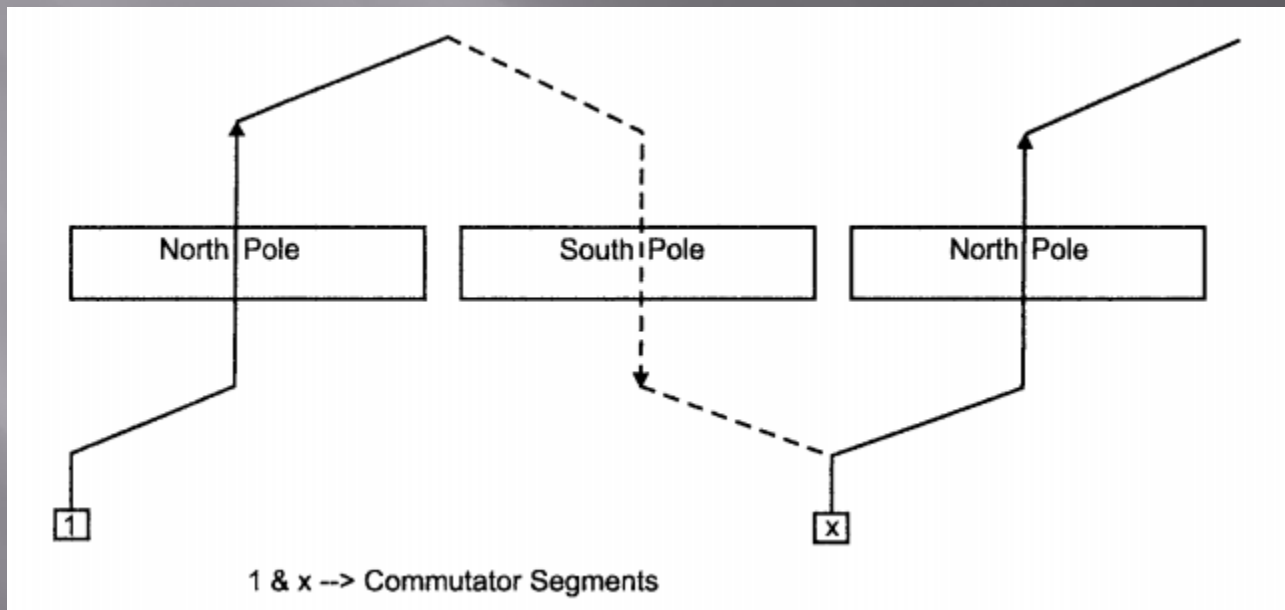 North Pole
South Pole
North Pole
1
x
1 & x --> Commutator Segments